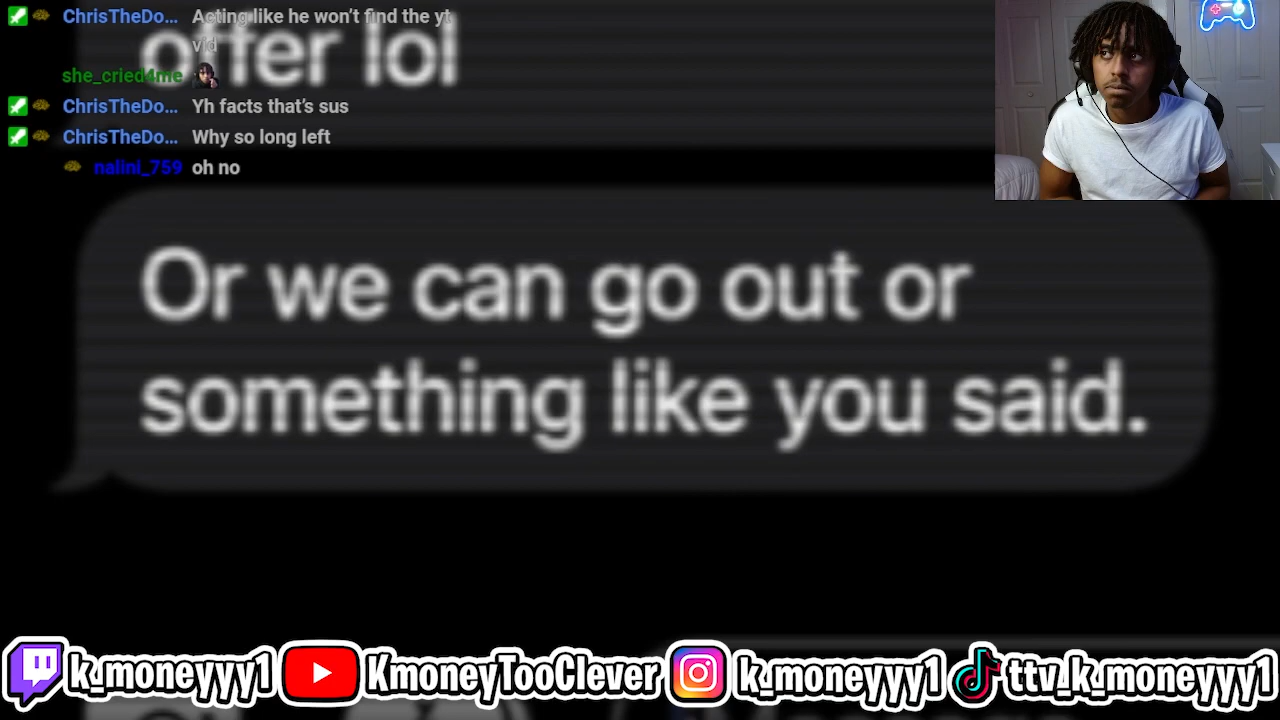 ChrisTheDo... Acting like he won't find the yt
vid
she_cried4me
ChrisTheDo... Yh facts that's sus
ChrisTheDo... Why so long left
nalini_759 oh no
offer lol
Or we can go out or
something like you said.
k_moneyyy1 KmoneyTooClever k_moneyyy1 ttv_k_moneyyy1